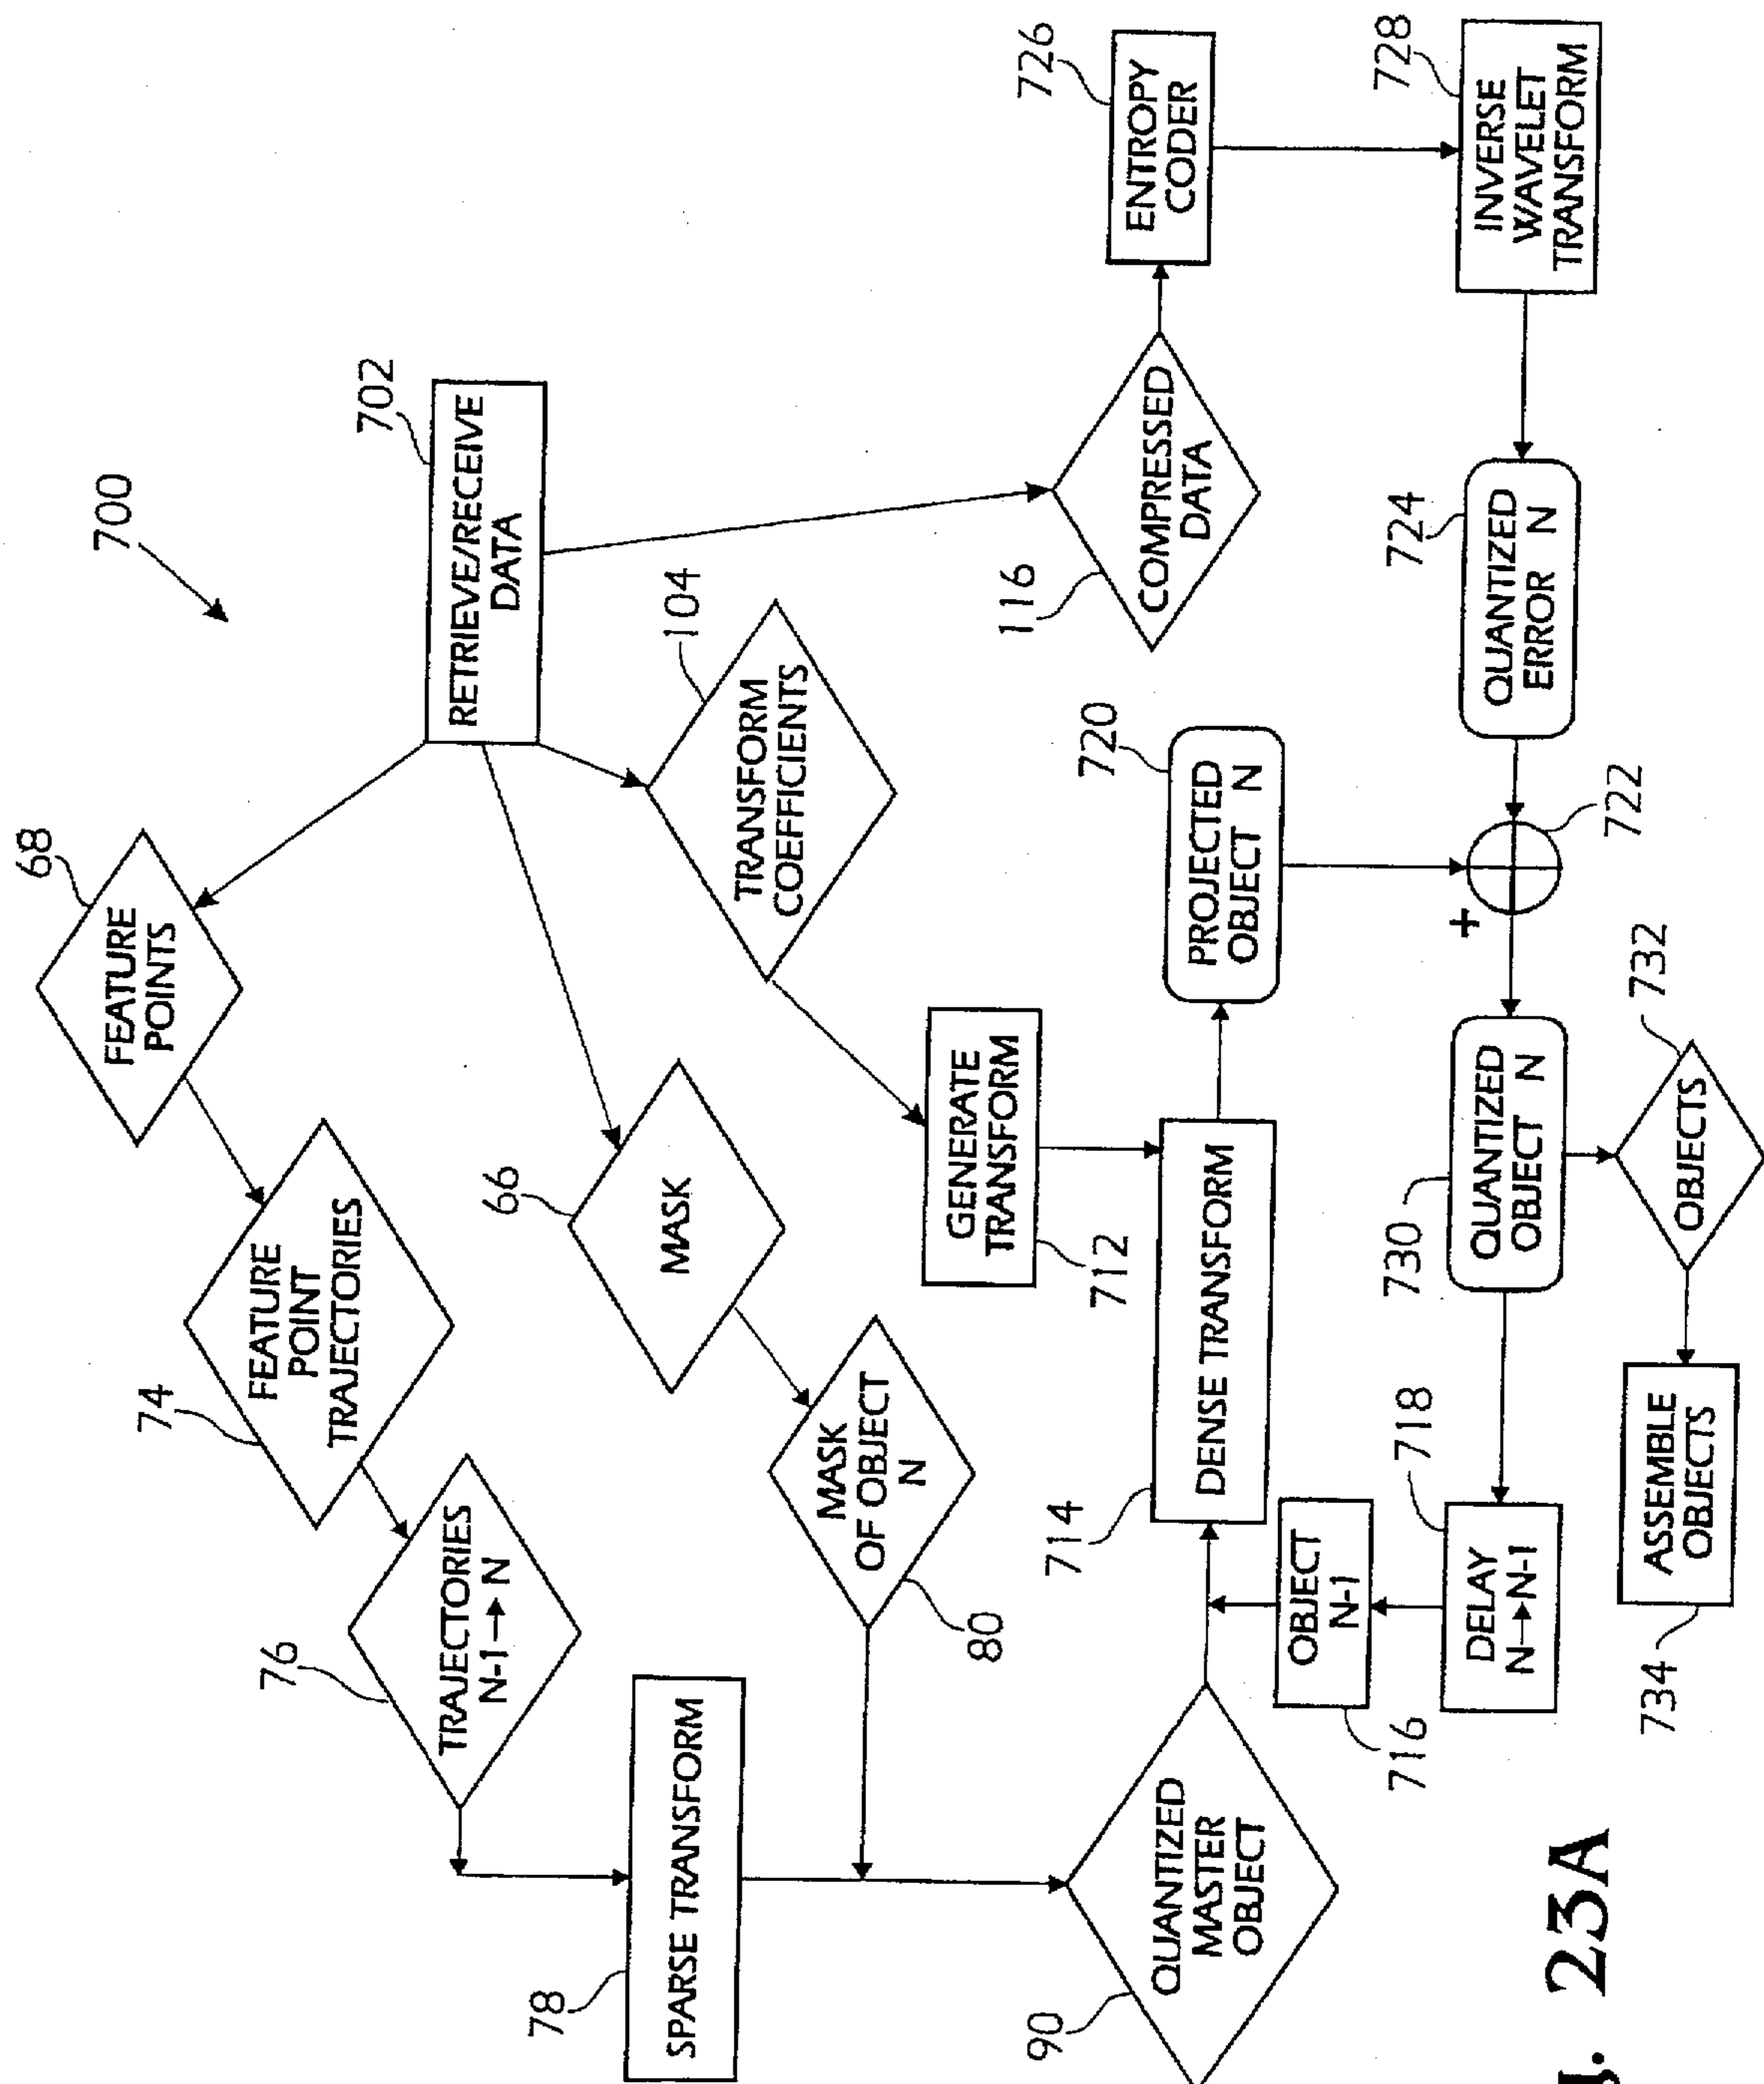 700
702
RETRIEVE/RECEIVE
DATA
68
FEATURE
POINTS
74
FEATURE
POINT
TRAJECTORIES
76
TRAJECTORIES
N-1→N
78
SPARSE TRANSFORM
66
MASK
MASK
OF OBJECT
N
80
104
TRANSFORM
COEFFICIENTS
GENERATE
TRANSFORM
712
90
QUANTIZED
MASTER
OBJECT
714
DENSE TRANSFORM
720
PROJECTED
OBJECT N
116
COMPRESSED
DATA
726
ENTROPY
CODER
728
INVERSE
WAVELET
TRANSFORM
724
QUANTIZED
ERROR N
+
722
730
QUANTIZED
OBJECT N
OBJECT
N-1
716
718
DELAY
N→N-1
732
OBJECTS
ASSEMBLE
OBJECTS
734
23A